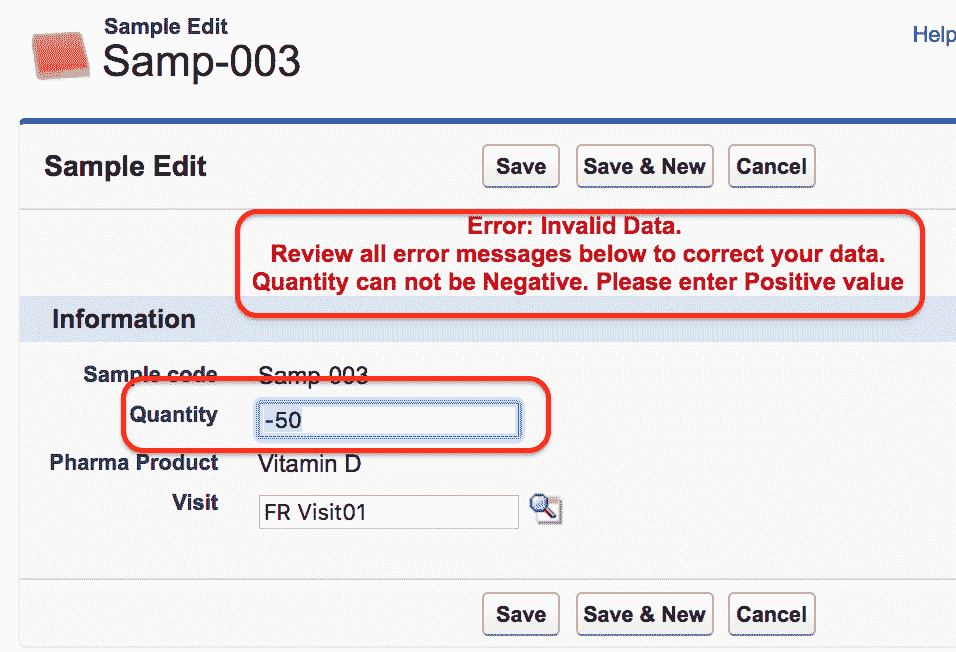 Sample Edit
Samp-003
Help
Sample Edit
Save
Save & New
Cancel
Error: Invalid Data.
Review all error messages below to correct your data.
Quantity can not be Negative. Please enter Positive value
Information
Sample code Samp-003
Quantity -50
Pharma Product Vitamin D
Visit FR Visit01
Save
Save & New
Cancel